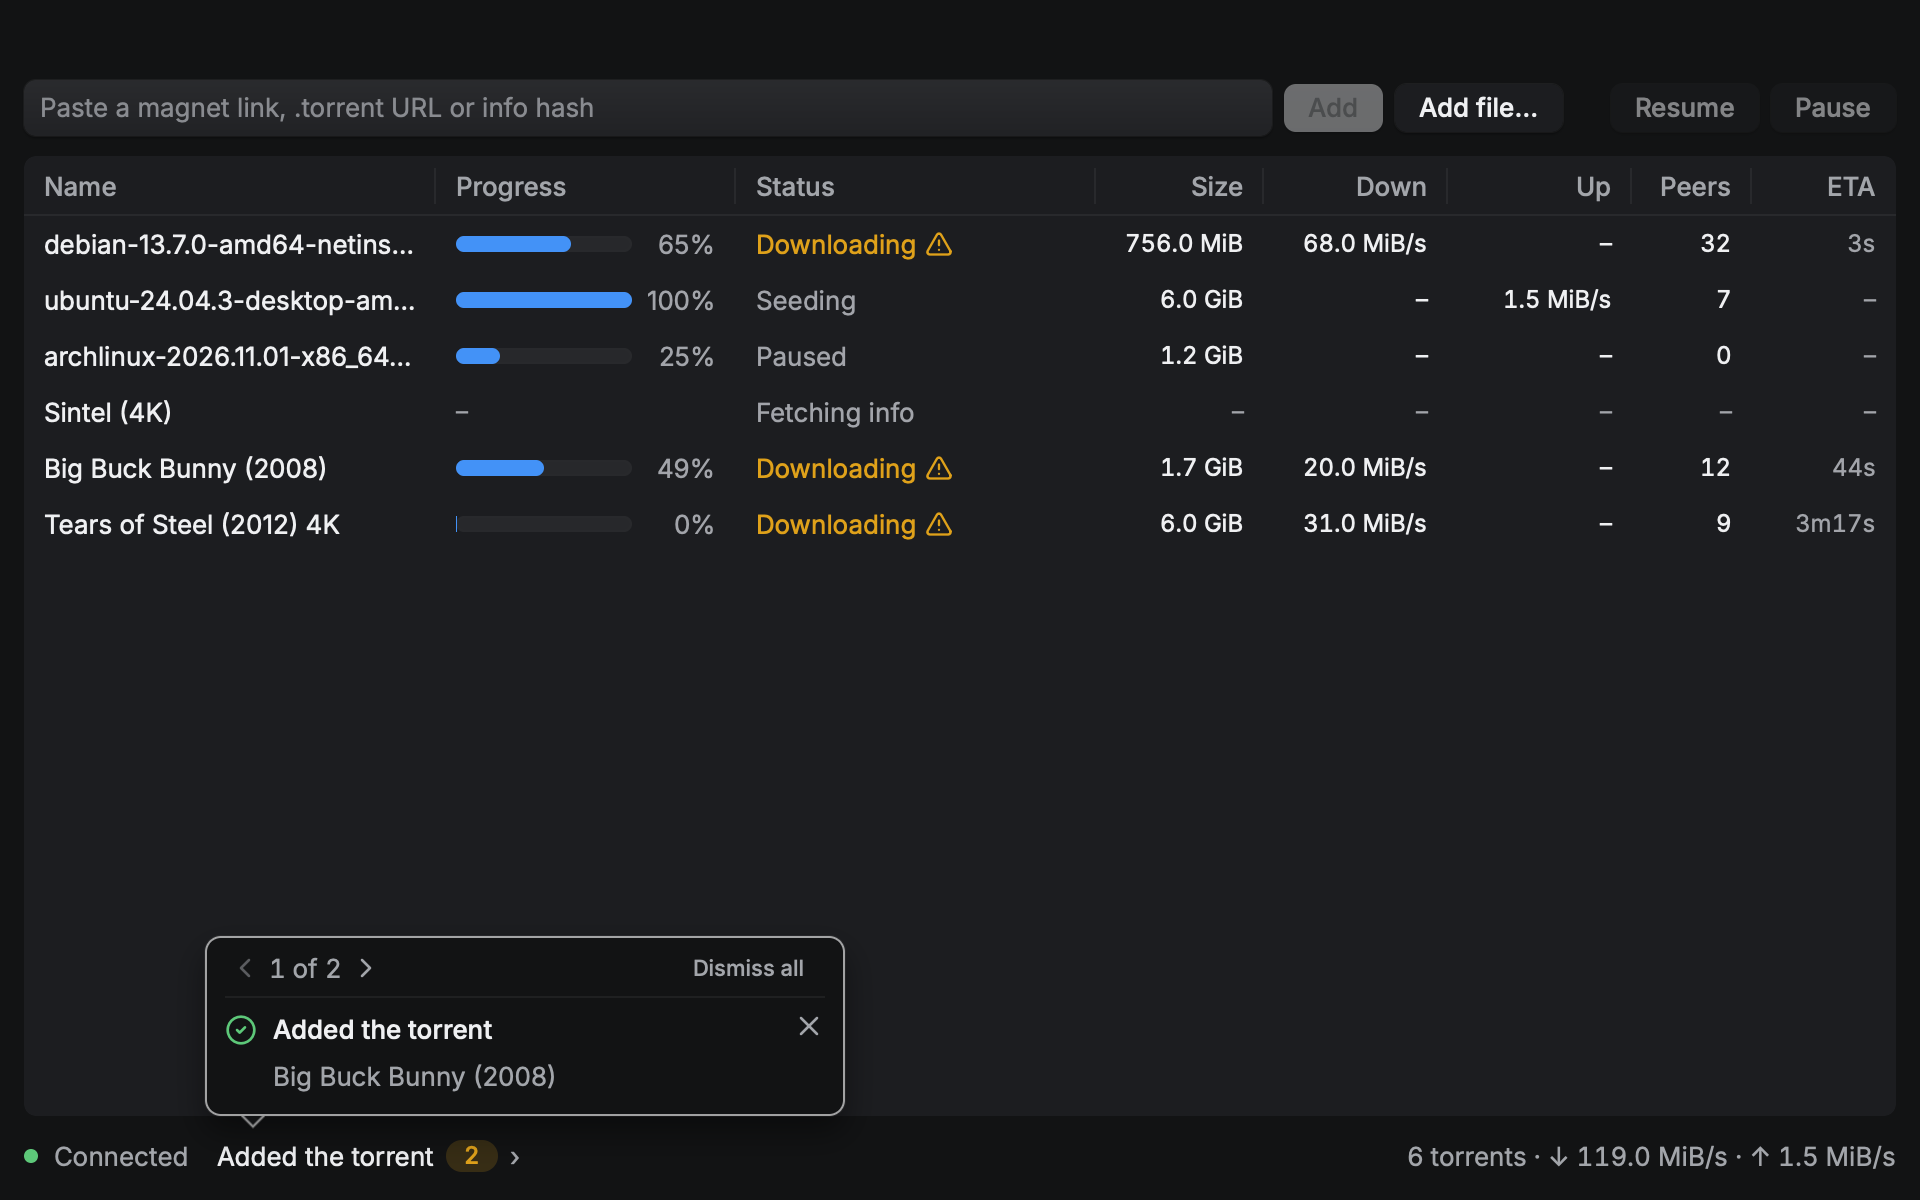 Paste a magnet link, .torrent URL or info hash Add Add file... Resume Pause
Name Progress Status Size Down Up Peers ETA
debian-13.7.0-amd64-netins... 65% Downloading 756.0 MiB 68.0 MiB/s – 32 3s
ubuntu-24.04.3-desktop-am... 100% Seeding 6.0 GiB – 1.5 MiB/s 7 –
archlinux-2026.11.01-x86_64... 25% Paused 1.2 GiB – – 0 –
Sintel (4K) – Fetching info – – – – –
Big Buck Bunny (2008) 49% Downloading 1.7 GiB 20.0 MiB/s – 12 44s
Tears of Steel (2012) 4K 0% Downloading 6.0 GiB 31.0 MiB/s – 9 3m17s
1 of 2 Dismiss all
Added the torrent
Big Buck Bunny (2008)
Connected Added the torrent 2 › 6 torrents · ↓ 119.0 MiB/s · ↑ 1.5 MiB/s